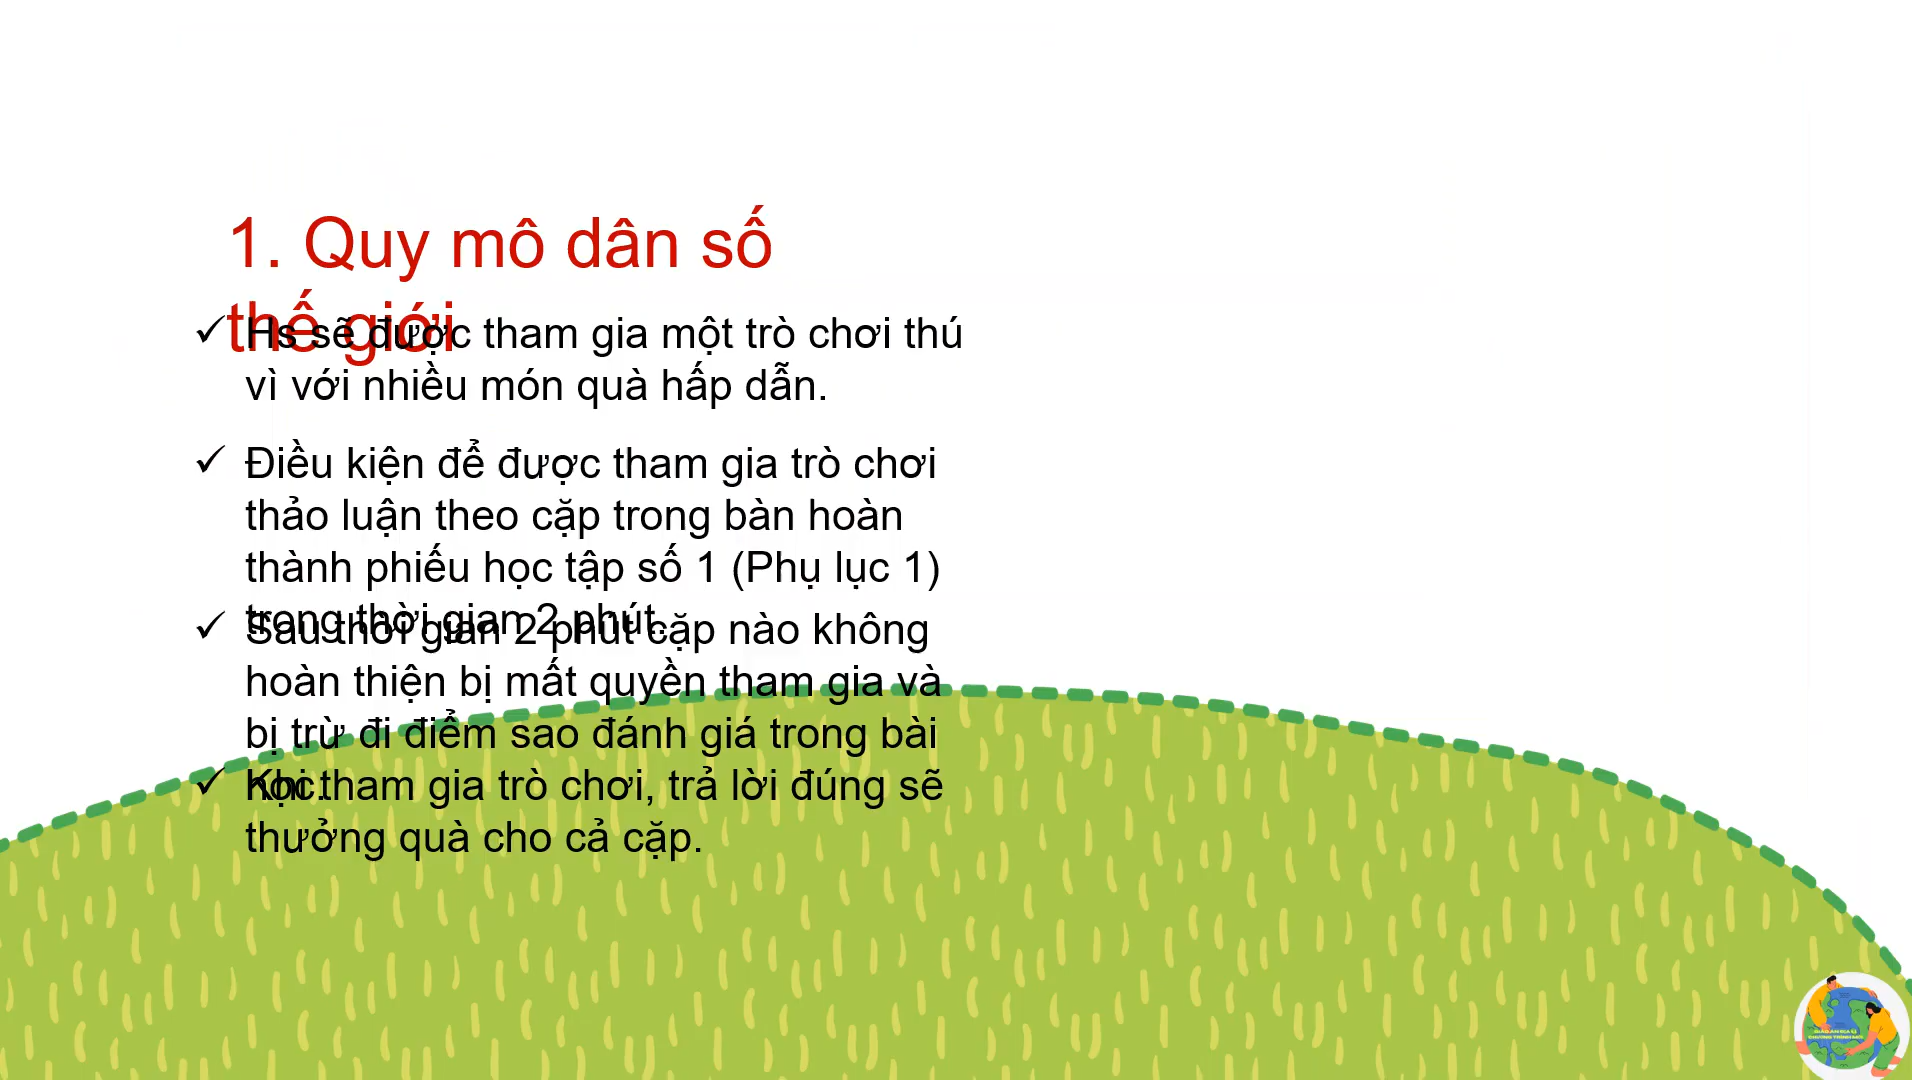 1. Quy mô dân số
thế giới
✓ Hs sẽ được tham gia một trò chơi thú
vì với nhiều món quà hấp dẫn.
✓ Điều kiện để được tham gia trò chơi
thảo luận theo cặp trong bàn hoàn
thành phiếu học tập số 1 (Phụ lục 1)
trong thời gian 2 phút.
✓ Sau thời gian 2 phút cặp nào không
hoàn thiện bị mất quyền tham gia và
bị trừ đi điểm sao đánh giá trong bài
học.
✓ Khi tham gia trò chơi, trả lời đúng sẽ
thưởng quà cho cả cặp.